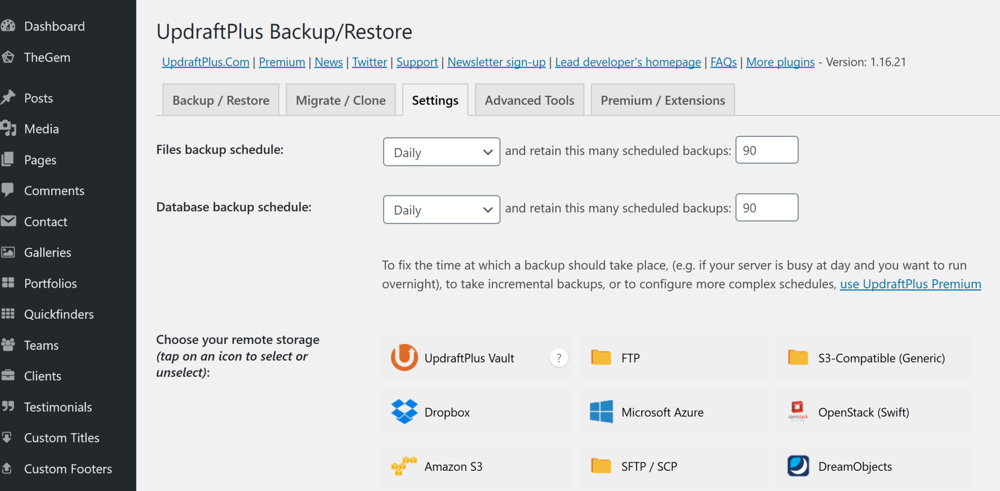 Dashboard
TheGem
Posts
Media
Pages
Comments
Contact
Galleries
Portfolios
Quickfinders
Teams
Clients
Testimonials
Custom Titles
Custom Footers
UpdraftPlus Backup/Restore
UpdraftPlus.Com | Premium | News | Twitter | Support | Newsletter sign-up | Lead developer's homepage | FAQs | More plugins - Version: 1.16.21
Backup / Restore Migrate / Clone Settings Advanced Tools Premium / Extensions
Files backup schedule: Daily and retain this many scheduled backups: 90
Database backup schedule: Daily and retain this many scheduled backups: 90
To fix the time at which a backup should take place, (e.g. if your server is busy at day and you want to run
overnight), to take incremental backups, or to configure more complex schedules, use UpdraftPlus Premium
Choose your remote storage
(tap on an icon to select or
unselect):
UpdraftPlus Vault ? FTP S3-Compatible (Generic)
Dropbox Microsoft Azure openstack OpenStack (Swift)
Amazon S3 SFTP / SCP DreamObjects